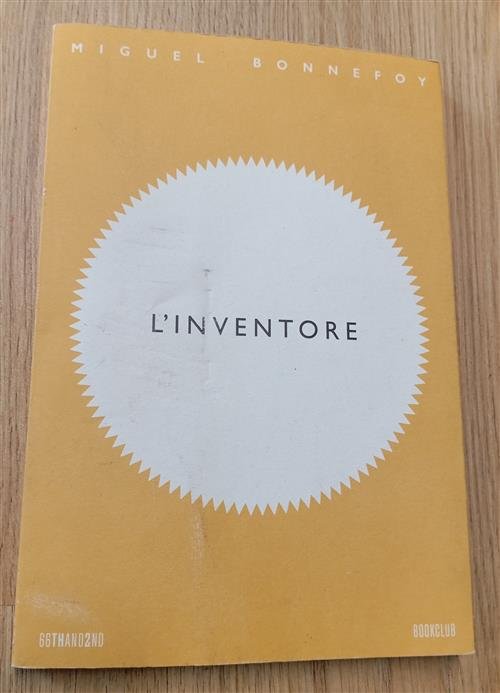 MIGUEL BONNEFOY
L'INVENTORE
66THAND2ND
BOOKCLUB